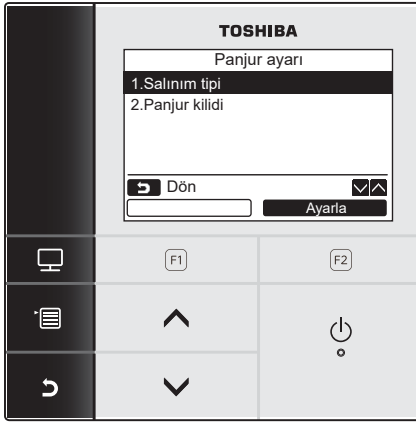 TOSHIBA
Panjur ayarı
1.Salınım tipi
2.Panjur kilidi
Dön
Ayarla
F1
F2